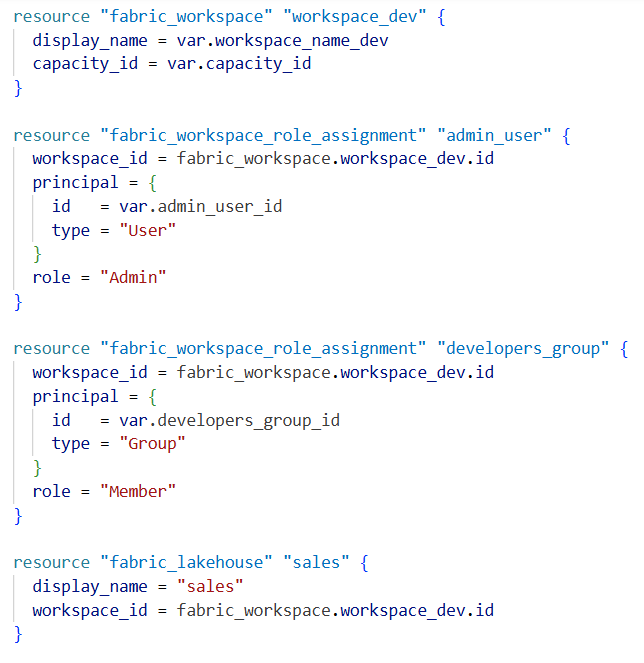 resource "fabric_workspace" "workspace_dev" {
  display_name = var.workspace_name_dev
  capacity_id = var.capacity_id
}

resource "fabric_workspace_role_assignment" "admin_user" {
  workspace_id = fabric_workspace.workspace_dev.id
  principal = {
    id   = var.admin_user_id
    type = "User"
  }
  role = "Admin"
}

resource "fabric_workspace_role_assignment" "developers_group" {
  workspace_id = fabric_workspace.workspace_dev.id
  principal = {
    id   = var.developers_group_id
    type = "Group"
  }
  role = "Member"
}

resource "fabric_lakehouse" "sales" {
  display_name = "sales"
  workspace_id = fabric_workspace.workspace_dev.id
}